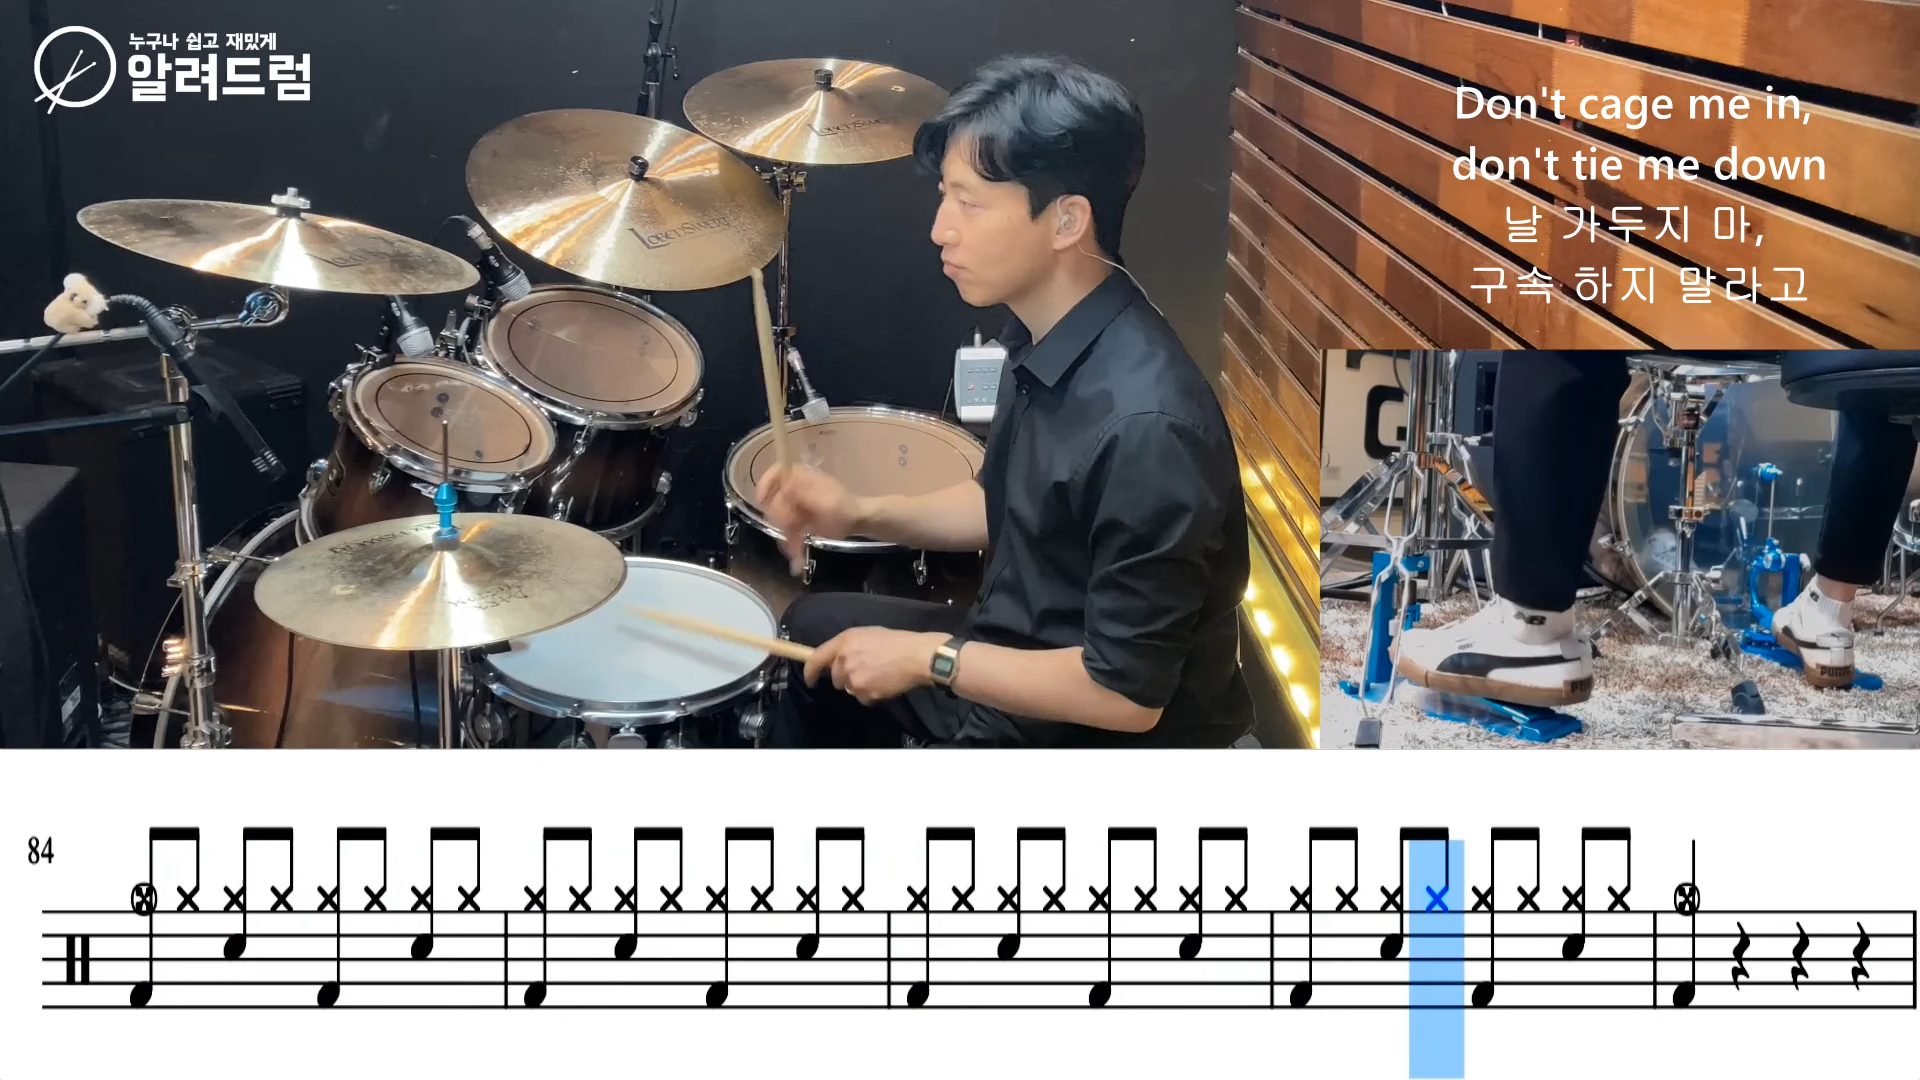 누구나 쉽고 재밌게
알려드럼
Don't cage me in,
don't tie me down
날 가두지 마,
구속 하지 말라고
G
PUMA
84